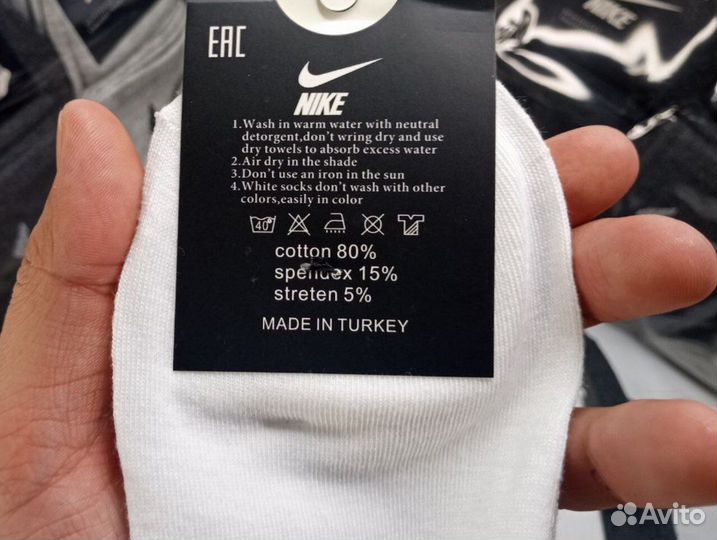 EAC
NIKE
NIKE
1.Wash in warm water with neutral
detorgent,don't wring dry and use
dry towels to absorb excess water
2.Air dry in the shade
3.Don't use an iron in the sun
4.White socks don't wash with other
colors,easily in color
40°
cotton 80%
spendex 15%
streten 5%
MADE IN TURKEY
Avito